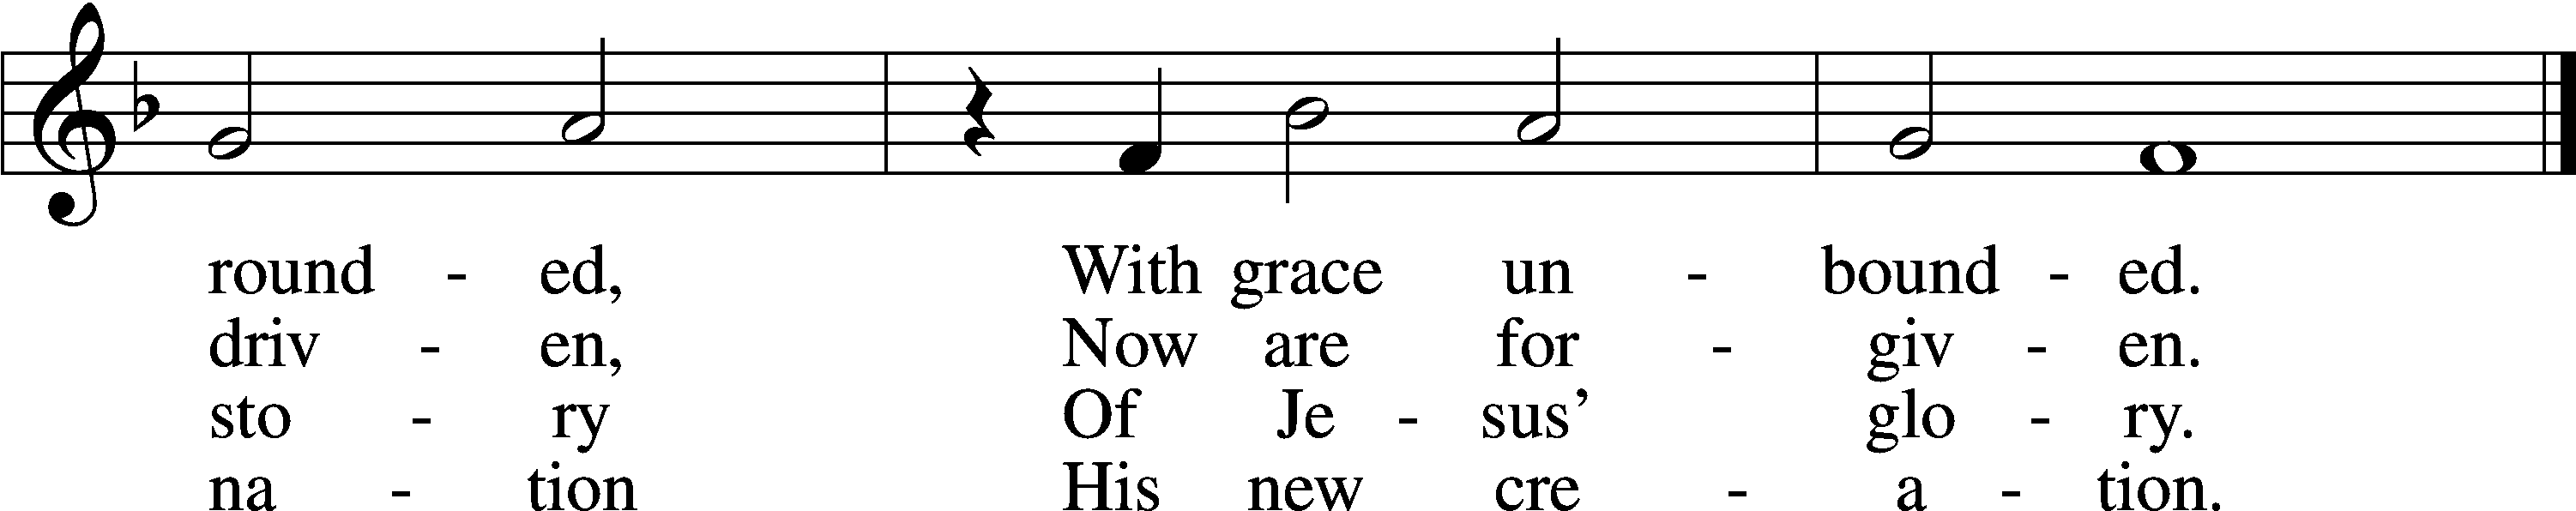 round - ed, With grace un - bound - ed.
driv - en, Now are for - giv - en.
sto - ry Of Je - sus’ glo - ry.
na - tion His new cre - a - tion.